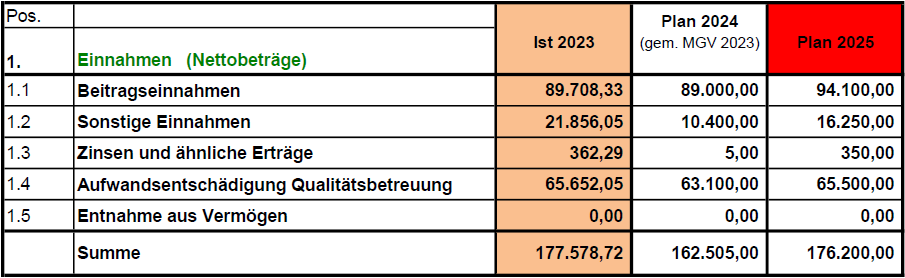 Pos.
1. Einnahmen (Nettobeträge) Ist 2023 Plan 2024 (gem. MGV 2023) Plan 2025
1.1 Beitragseinnahmen 89.708,33 89.000,00 94.100,00
1.2 Sonstige Einnahmen 21.856,05 10.400,00 16.250,00
1.3 Zinsen und ähnliche Erträge 362,29 5,00 350,00
1.4 Aufwandsentschädigung Qualitätsbetreuung 65.652,05 63.100,00 65.500,00
1.5 Entnahme aus Vermögen 0,00 0,00 0,00
Summe 177.578,72 162.505,00 176.200,00